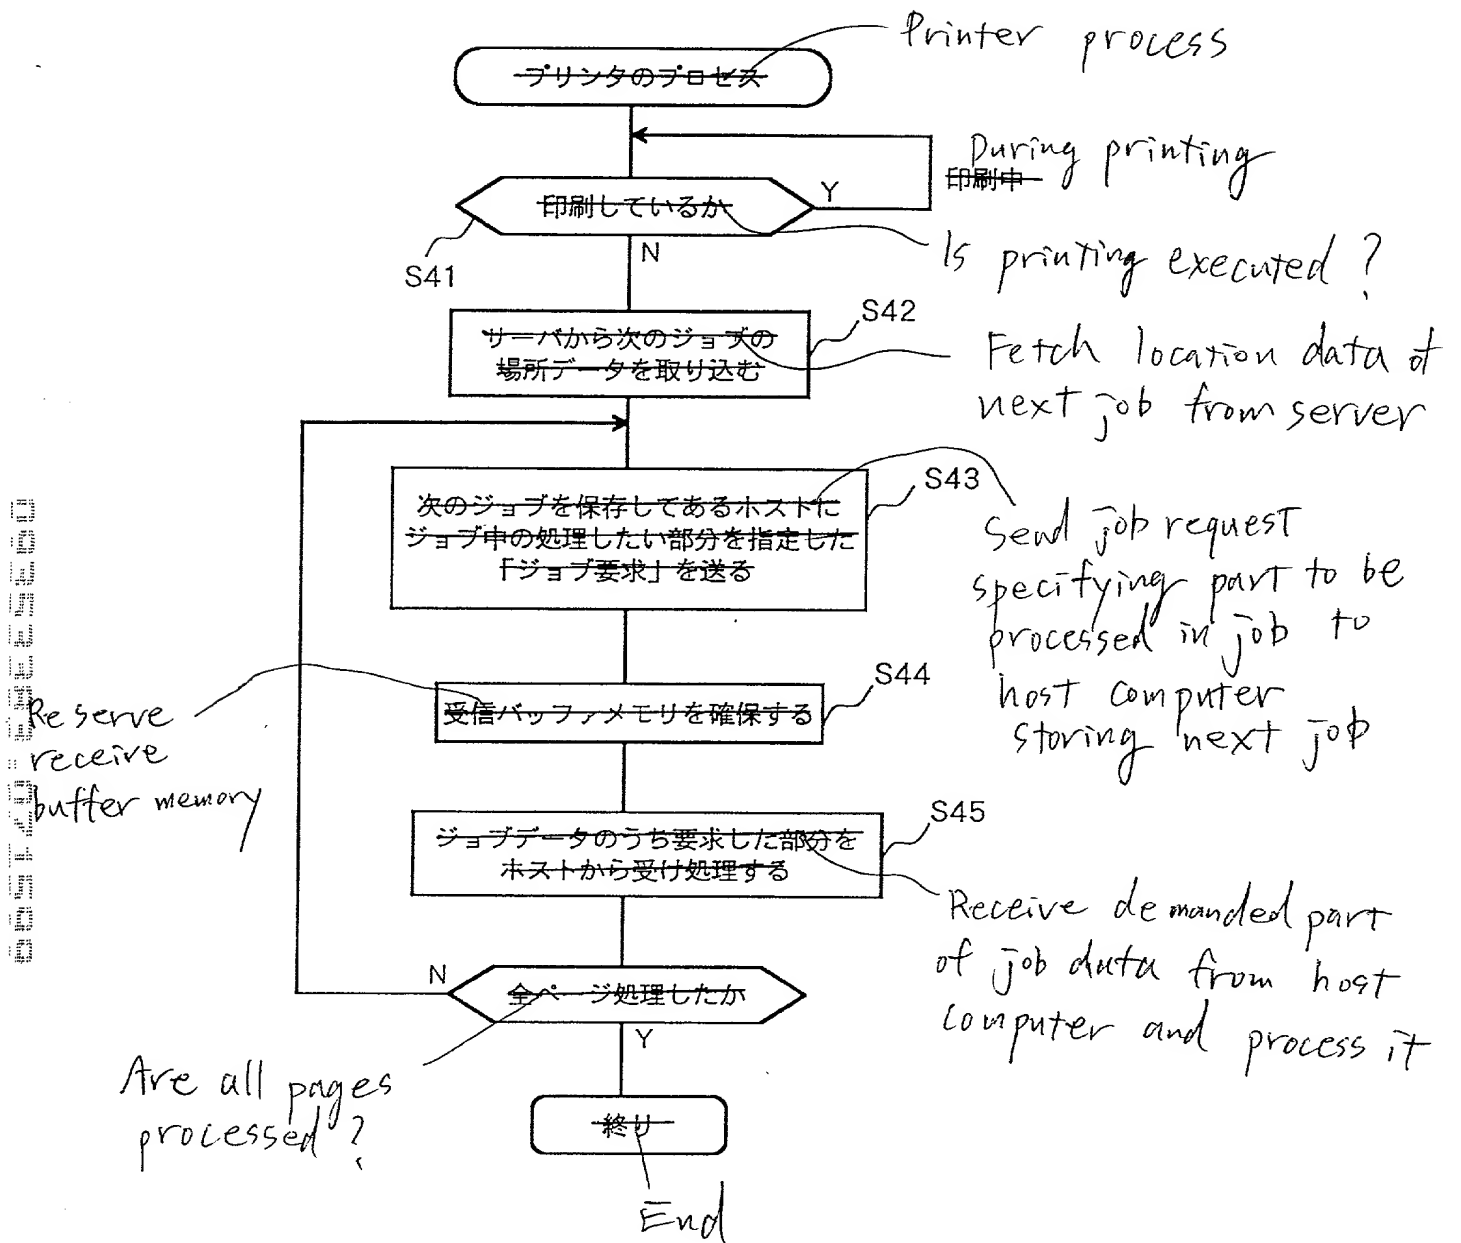 Printer process
プリンタのプロセス
During printing
印刷中
Y
印刷しているか
N
S41
Is printing executed ?
S42
サーバから次のジョブの
場所データを取り込む
Fetch location data of
next job from server
S43
次のジョブを保存してあるホストに
ジョブ中の処理したい部分を指定した
「ジョブ要求」を送る
Send job request
specifying part to be
processed in job to
host computer
storing next job
S44
受信バッファメモリを確保する
Reserve
receive
buffer memory
S45
ジョブデータのうち要求した部分を
ホストから受け処理する
Receive demanded part
of job data from host
computer and process it
N
全ページ処理したか
Y
Are all pages
processed ?
終り
End